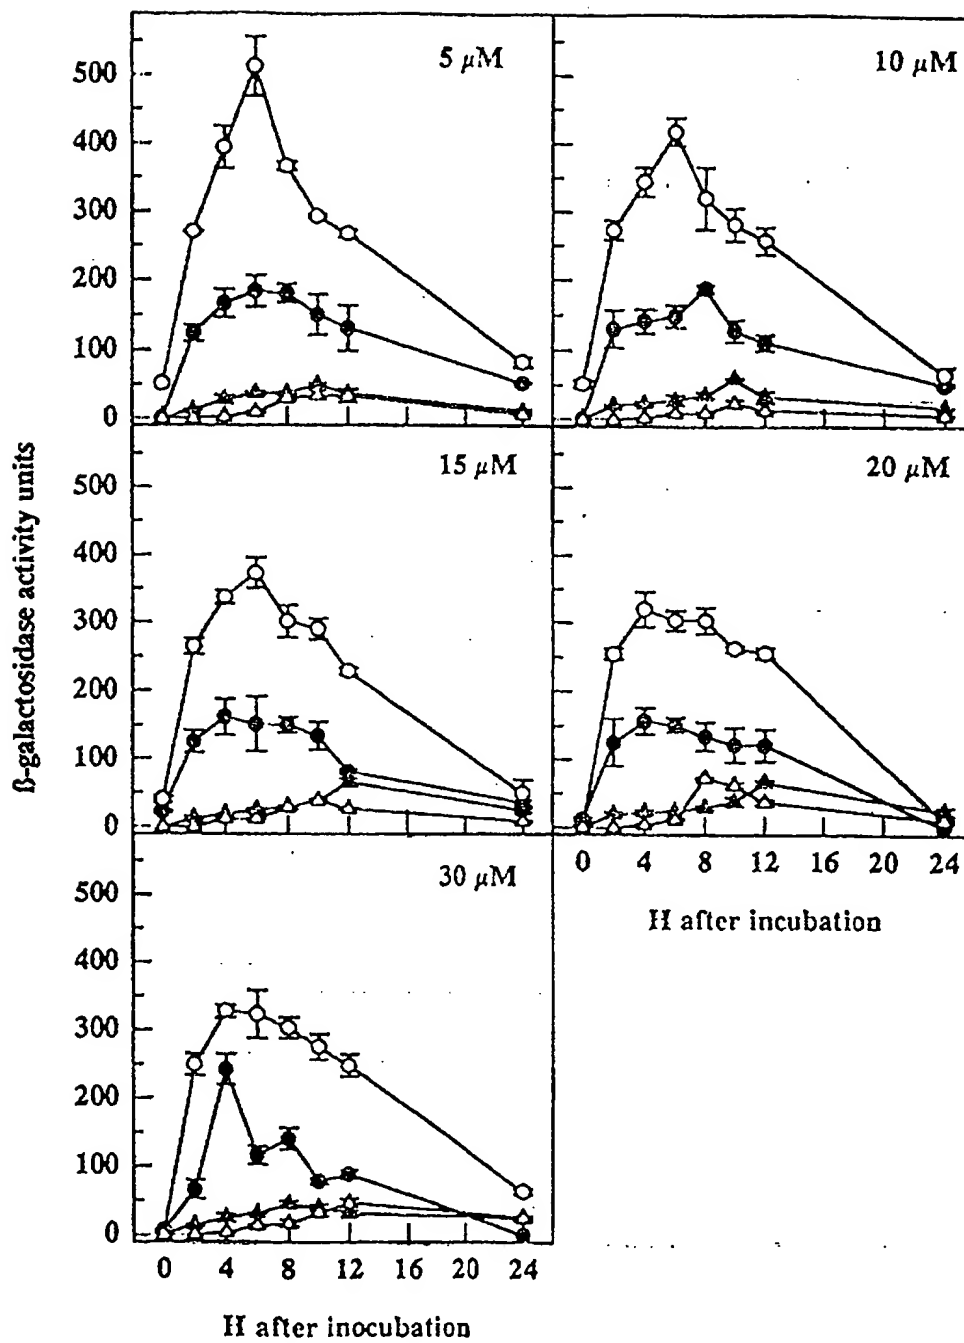 5 μM
10 μM
500
400
300
200
100
0
15 μM
20 μM
500
400
300
200
100
0
0 4 8 12 16 20 24
30 μM
H after incubation
500
400
300
200
100
0
0 4 8 12 16 20 24
H after inocubation
ß-galactosidase activity units